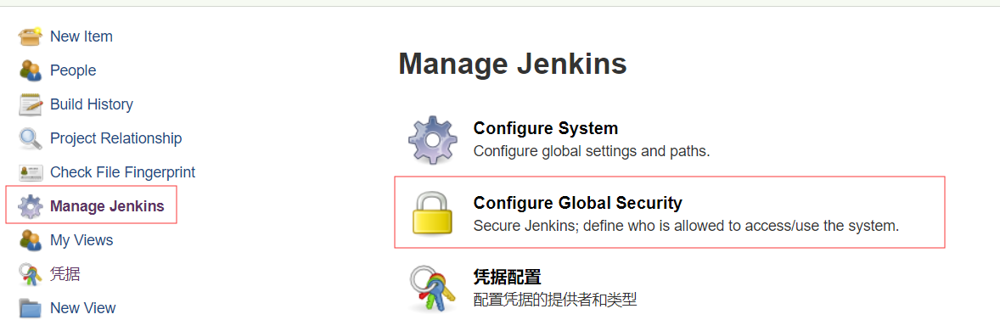 New Item
People
Build History
Project Relationship
Check File Fingerprint
Manage Jenkins
My Views
凭据
New View
Manage Jenkins
Configure System
Configure global settings and paths.
Configure Global Security
Secure Jenkins; define who is allowed to access/use the system.
凭据配置
配置凭据的提供者和类型